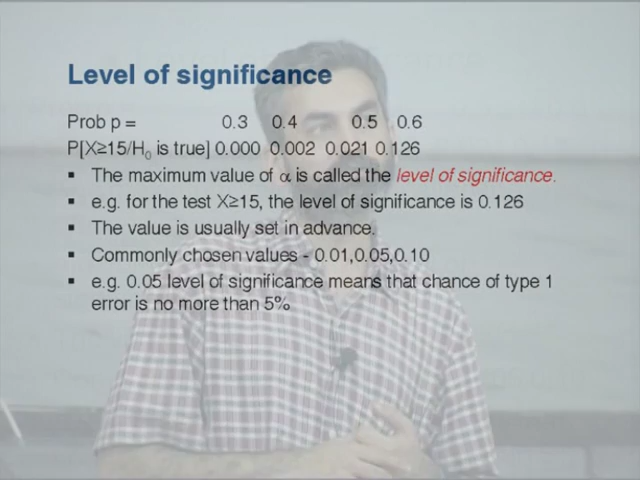 Level of significance
Prob p = 0.3 0.4 0.5 0.6
P[X≥15/H₀ is true] 0.000 0.002 0.021 0.126
▪ The maximum value of α is called the level of significance.
▪ e.g. for the test X≥15, the level of significance is 0.126
▪ The value is usually set in advance.
▪ Commonly chosen values - 0.01,0.05,0.10
▪ e.g. 0.05 level of significance means that chance of type 1
error is no more than 5%